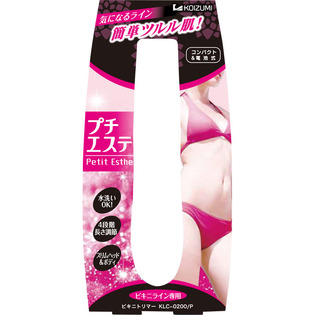 KOIZUMI
気になるライン
簡単ツルル肌!
コンパクト
&電池式
プチ
エステ
Petit Esthe
水洗い
OK!
4段階
長さ調節
スリムヘッド
&ボディ
ビキニライン専用
ビキニトリマー KLC-0200/P